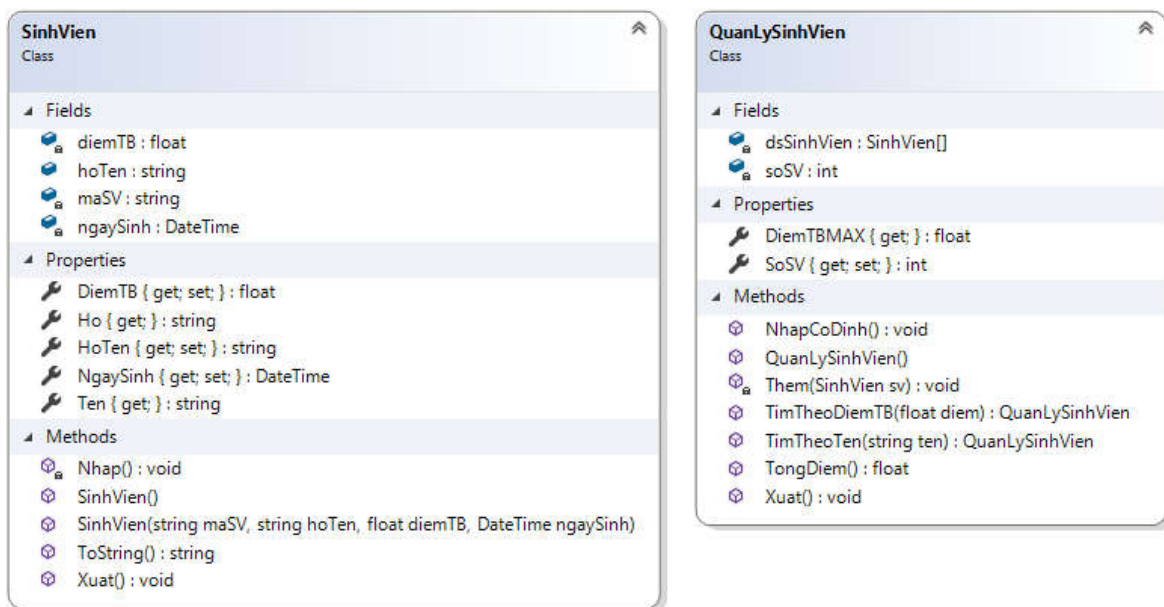 SinhVien
Class
Fields
diemTB : float
hoTen : string
maSV : string
ngaySinh : DateTime
Properties
DiemTB { get; set; } : float
Ho { get; } : string
HoTen { get; set; } : string
NgaySinh { get; set; } : DateTime
Ten { get; } : string
Methods
Nhap() : void
SinhVien()
SinhVien(string maSV, string hoTen, float diemTB, DateTime ngaySinh)
ToString() : string
Xuat() : void
QuanLySinhVien
Class
Fields
dsSinhVien : SinhVien[]
soSV : int
Properties
DiemTBMAX { get; } : float
SoSV { get; set; } : int
Methods
NhapCoDinh() : void
QuanLySinhVien()
Them(SinhVien sv) : void
TimTheoDiemTB(float diem) : QuanLySinhVien
TimTheoTen(string ten) : QuanLySinhVien
TongDiem() : float
Xuat() : void